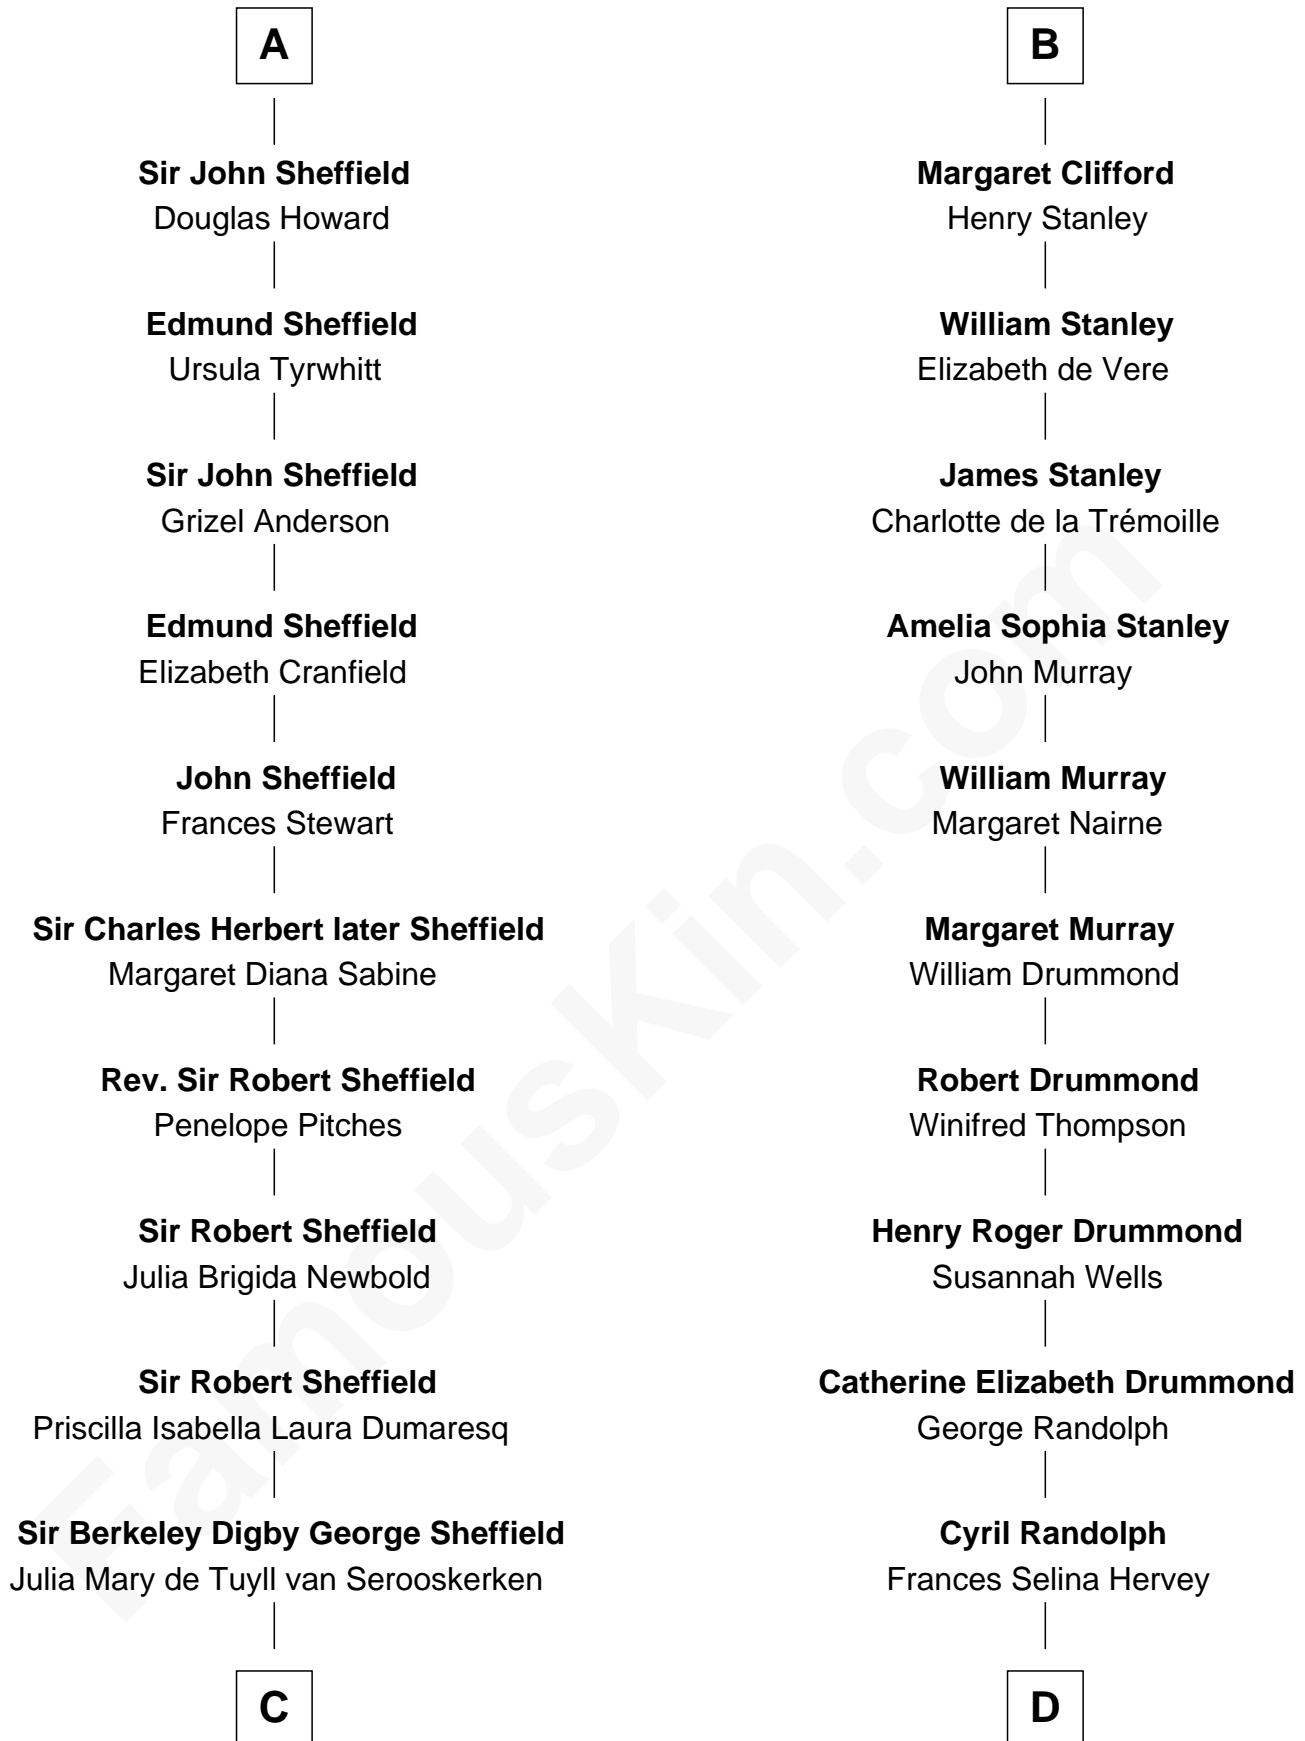 A
Sir John Sheffield
Douglas Howard
Edmund Sheffield
Ursula Tyrwhitt
Sir John Sheffield
Grizel Anderson
Edmund Sheffield
Elizabeth Cranfield
John Sheffield
Frances Stewart
Sir Charles Herbert later Sheffield
Margaret Diana Sabine
Rev. Sir Robert Sheffield
Penelope Pitches
Sir Robert Sheffield
Julia Brigida Newbold
Sir Robert Sheffield
Priscilla Isabella Laura Dumaresq
Sir Berkeley Digby George Sheffield
Julia Mary de Tuyll van Serooskerken
C
B
Margaret Clifford
Henry Stanley
William Stanley
Elizabeth de Vere
James Stanley
Charlotte de la Trémoille
Amelia Sophia Stanley
John Murray
William Murray
Margaret Nairne
Margaret Murray
William Drummond
Robert Drummond
Winifred Thompson
Henry Roger Drummond
Susannah Wells
Catherine Elizabeth Drummond
George Randolph
Cyril Randolph
Frances Selina Hervey
D
FamousKin.com